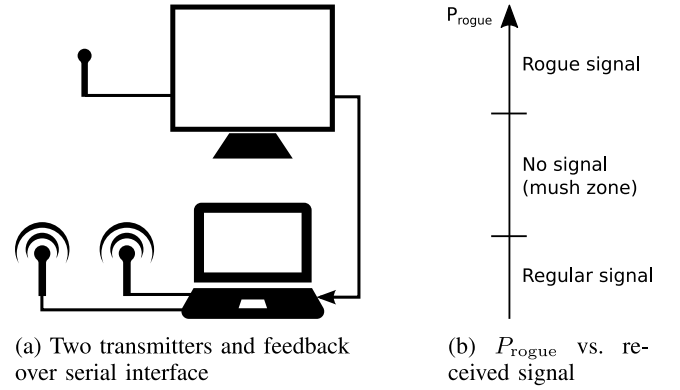 P_rogue
Rogue signal
No signal
(mush zone)
Regular signal
(a) Two transmitters and feedback
over serial interface
(b) P_rogue vs. re-
ceived signal